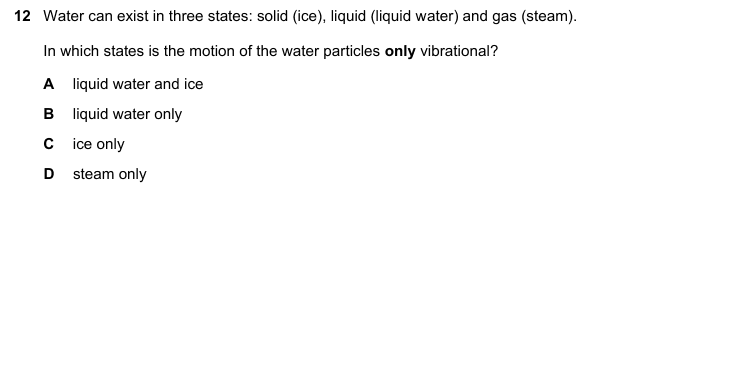 12 Water can exist in three states: solid (ice), liquid (liquid water) and gas (steam).
In which states is the motion of the water particles only vibrational?
A liquid water and ice
B liquid water only
C ice only
D steam only